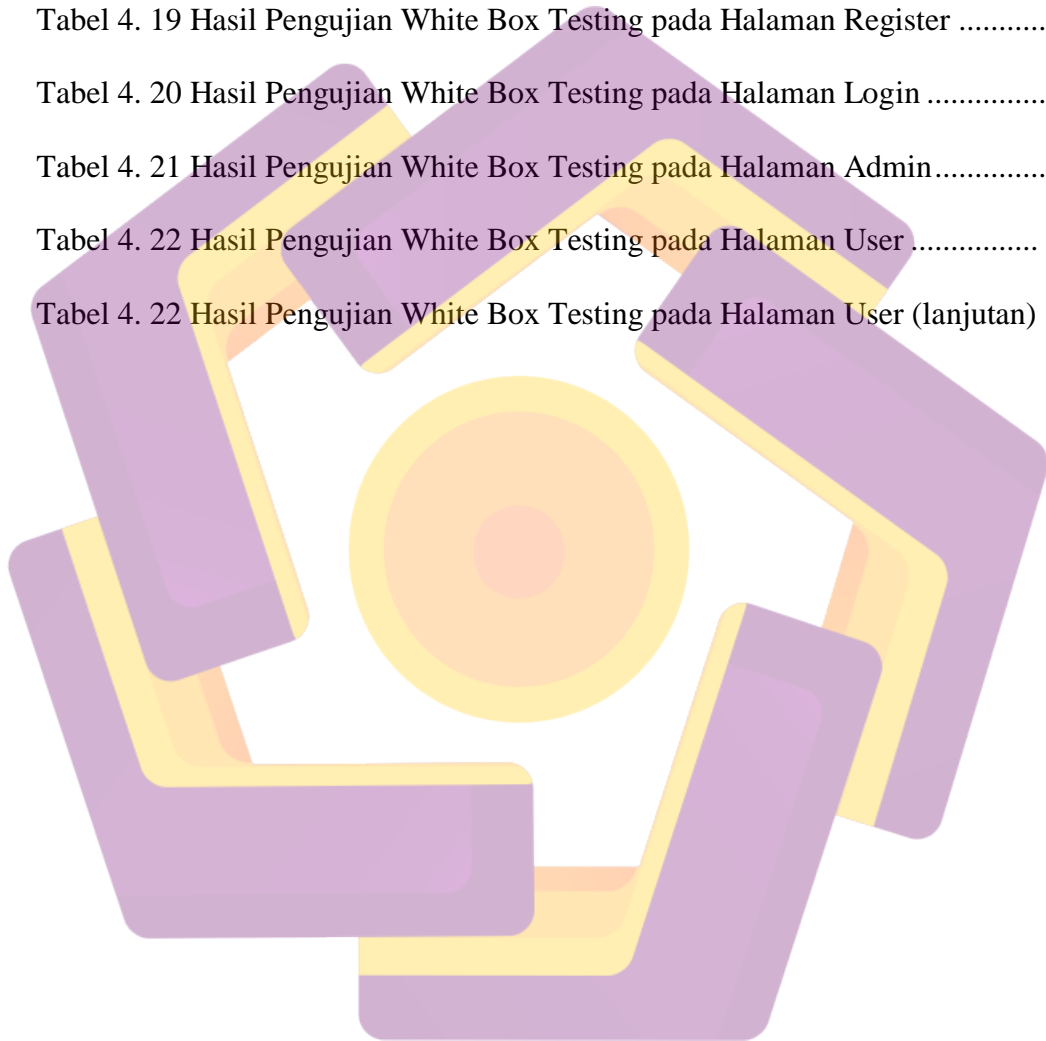 Tabel 4. 19 Hasil Pengujian White Box Testing pada Halaman Register ...........
Tabel 4. 20 Hasil Pengujian White Box Testing pada Halaman Login ...............
Tabel 4. 21 Hasil Pengujian White Box Testing pada Halaman Admin..............
Tabel 4. 22 Hasil Pengujian White Box Testing pada Halaman User ................
Tabel 4. 22 Hasil Pengujian White Box Testing pada Halaman User (lanjutan)